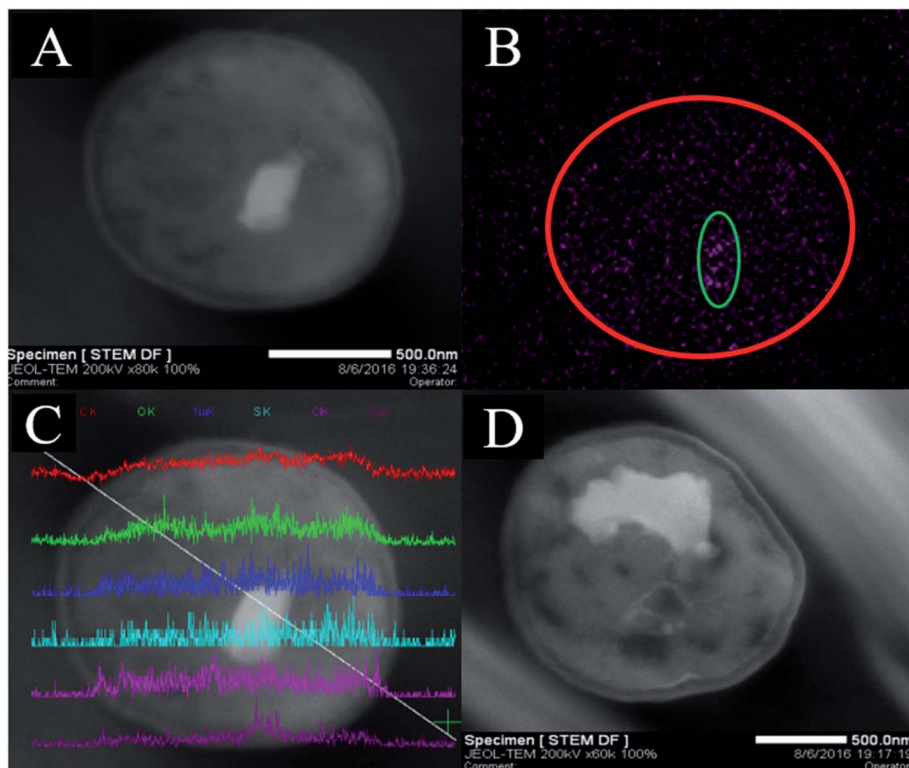 A
B
Specimen [ STEM DF ]
500.0nm
JEOL-TEM 200kV x80k 100%
8/6/2016 19:36:24
Comment:
Operator:
C
CK OK NaK SK ClK
D
Specimen [ STEM DF ]
500.0nm
JEOL-TEM 200kV x60k 100%
8/6/2016 17:19
Comment:
Operator